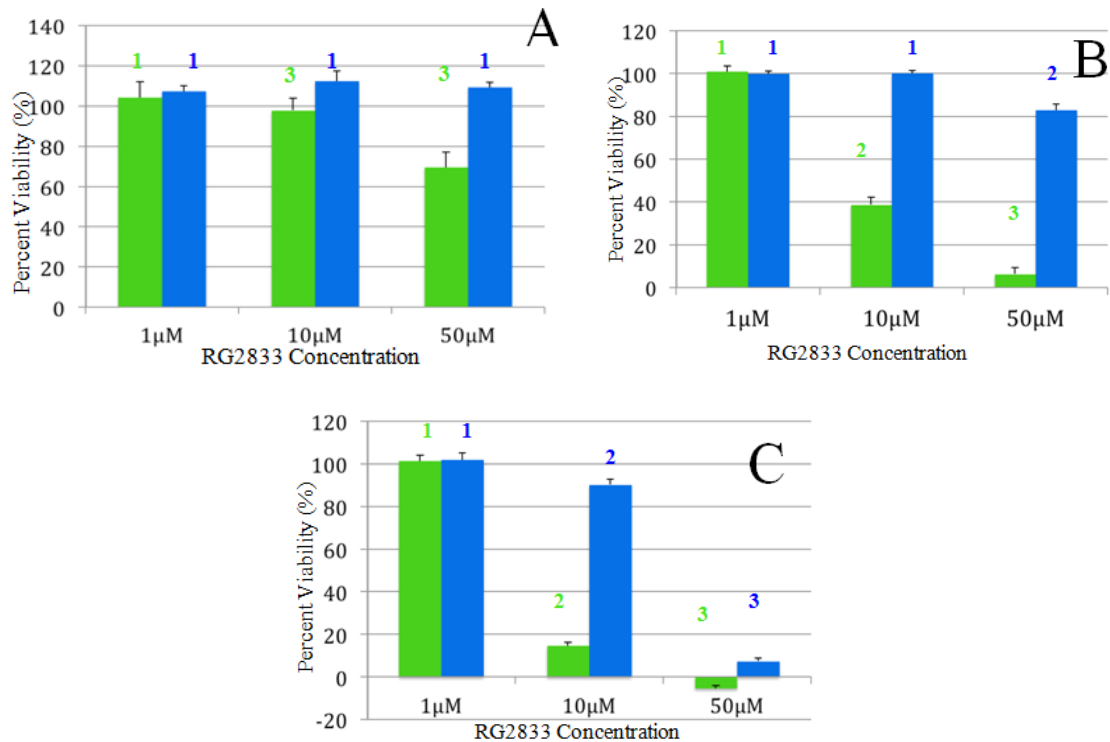 A
Percent Viability (%)
140
120
100
80
60
40
20
0
1 1 3 1 3 1
1µM 10µM 50µM
RG2833 Concentration
B
Percent Viability (%)
120
100
80
60
40
20
0
1 1 2 1 3 2
1µM 10µM 50µM
RG2833 Concentration
C
Percent Viability (%)
120
100
80
60
40
20
0
-20
1 1 2 2 3 3
1µM 10µM 50µM
RG2833 Concentration